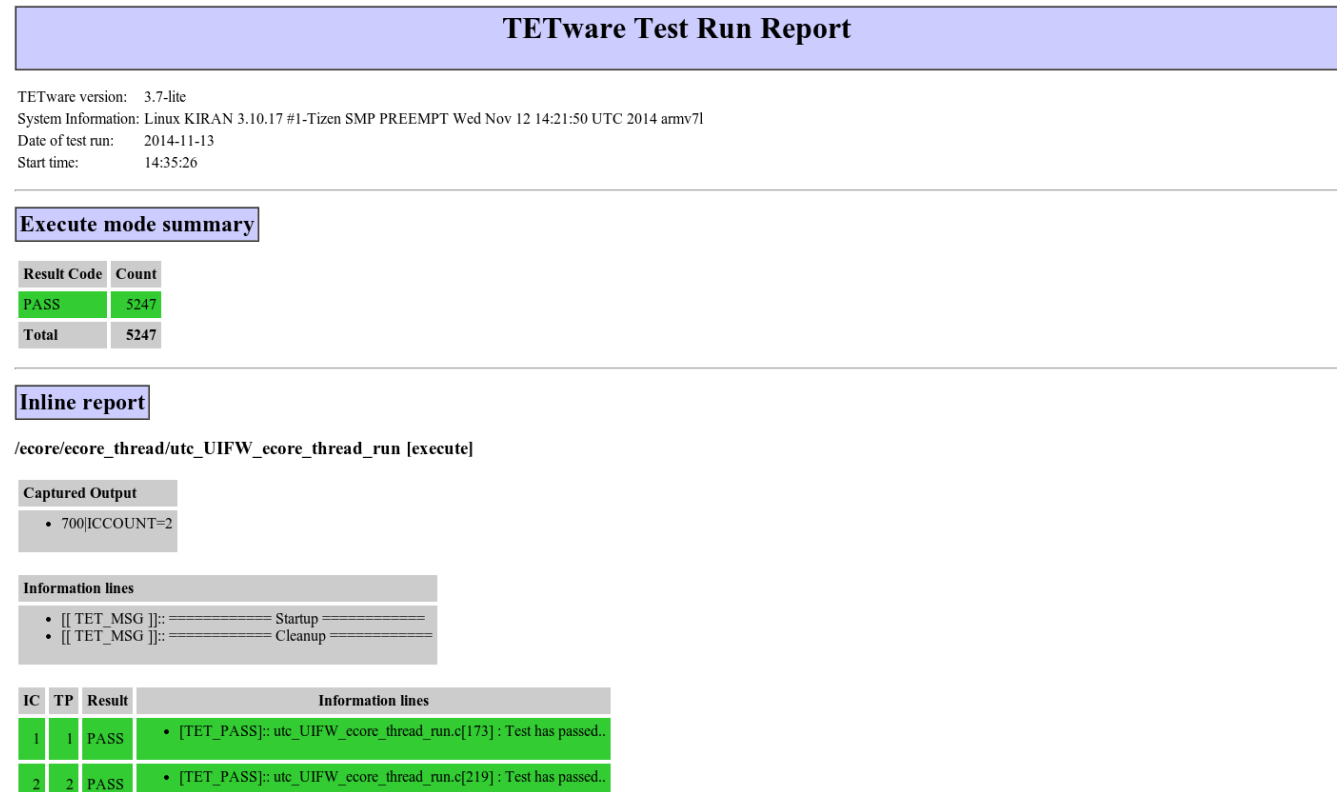 TETware Test Run Report
TETware version: 3.7-lite
System Information: Linux KIRAN 3.10.17 #1-Tizen SMP PREEMPT Wed Nov 12 14:21:50 UTC 2014 armv7l
Date of test run: 2014-11-13
Start time: 14:35:26
Execute mode summary
Result Code Count
PASS 5247
Total 5247
Inline report
/ecore/ecore_thread/utc_UIFW_ecore_thread_run [execute]
Captured Output
• 700|ICCOUNT=2
Information lines
• [[ TET_MSG ]]:: ============ Startup ============
• [[ TET_MSG ]]:: ============ Cleanup ============
IC TP Result Information lines
1 1 PASS • [TET_PASS]:: utc_UIFW_ecore_thread_run.c[173] : Test has passed..
2 2 PASS • [TET_PASS]:: utc_UIFW_ecore_thread_run.c[219] : Test has passed..